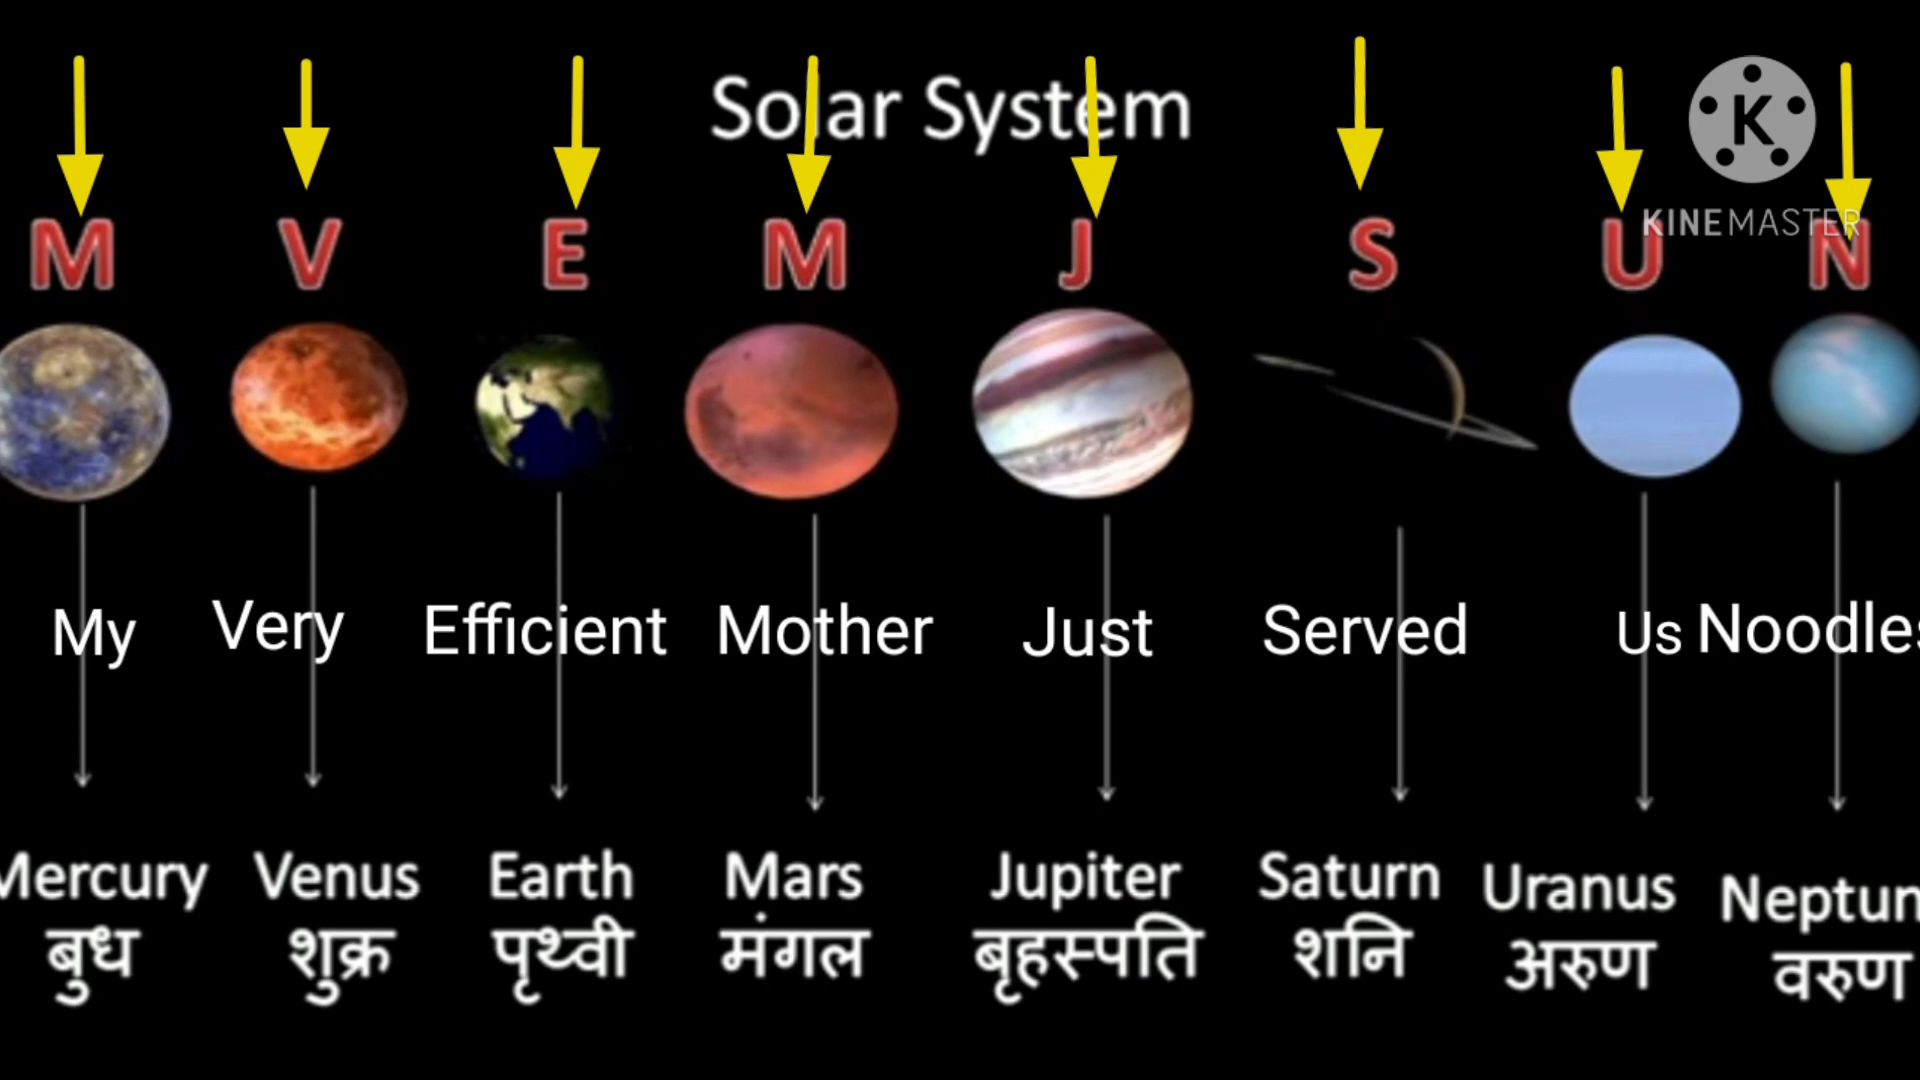 Solar System
K
KINEMASTER
M V E M J S U N
My Very Efficient Mother Just Served Us Noodles
Mercury Venus Earth Mars Jupiter Saturn Uranus Neptun
बुध शुक्र पृथ्वी मंगल बृहस्पति शनि अरुण वरुण